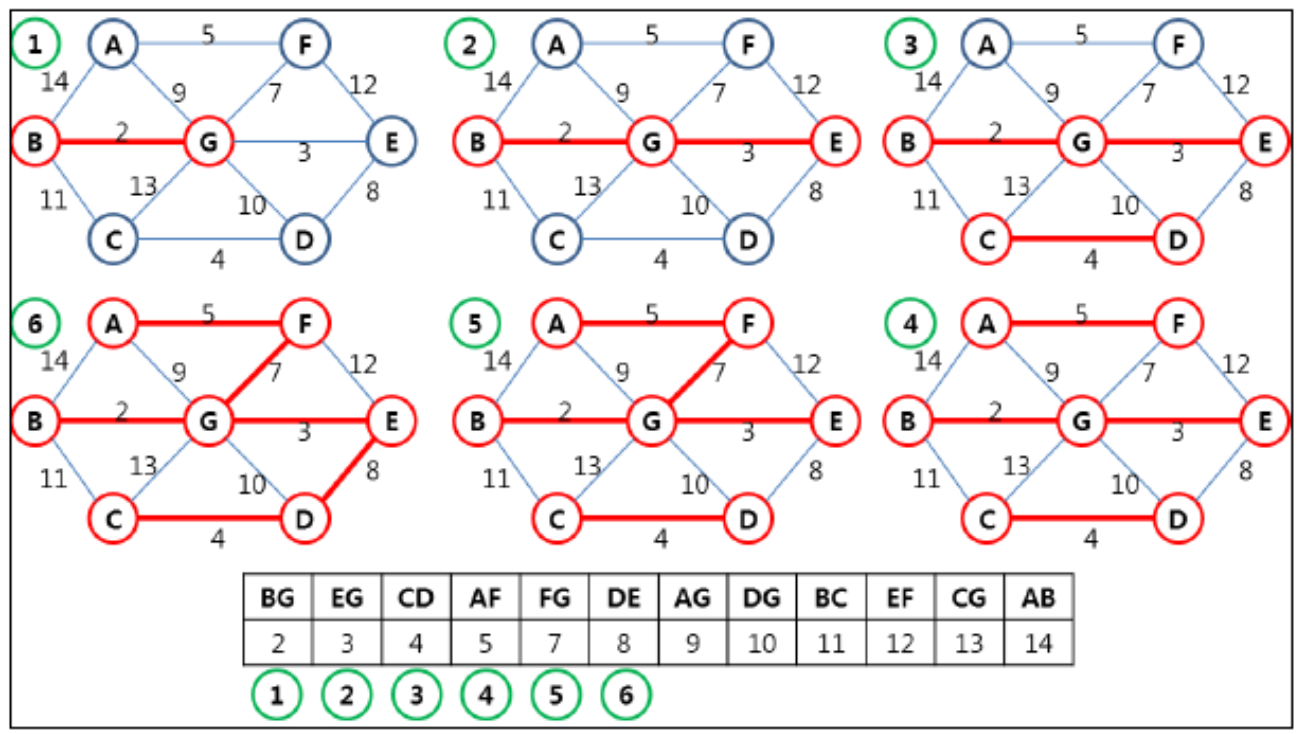 1 A 5 F 2 A 5 F 3 A 5 F
14 9 7 12 14 9 7 12 14 9 7 12
B 2 G 3 E B 2 G 3 E B 2 G 3 E
11 13 10 8 11 13 10 8 11 13 10 8
C 4 D C 4 D C 4 D
6 A 5 F 5 A 5 F 4 A 5 F
14 9 7 12 14 9 7 12 14 9 7 12
B 2 G 3 E B 2 G 3 E B 2 G 3 E
11 13 10 8 11 13 10 8 11 13 10 8
C 4 D C 4 D C 4 D
BG EG CD AF FG DE AG DG BC EF CG AB
2 3 4 5 7 8 9 10 11 12 13 14
1 2 3 4 5 6